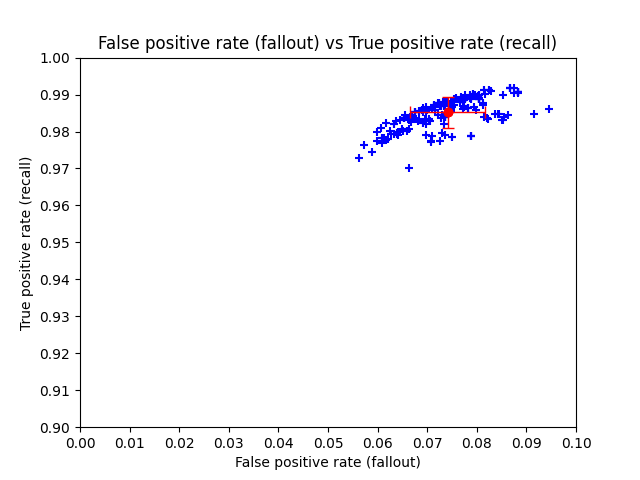 False positive rate (fallout) vs True positive rate (recall)
1.00
0.99
0.98
0.97
0.96
0.95
0.94
0.93
0.92
0.91
0.90
True positive rate (recall)
0.00 0.01 0.02 0.03 0.04 0.05 0.06 0.07 0.08 0.09 0.10
False positive rate (fallout)